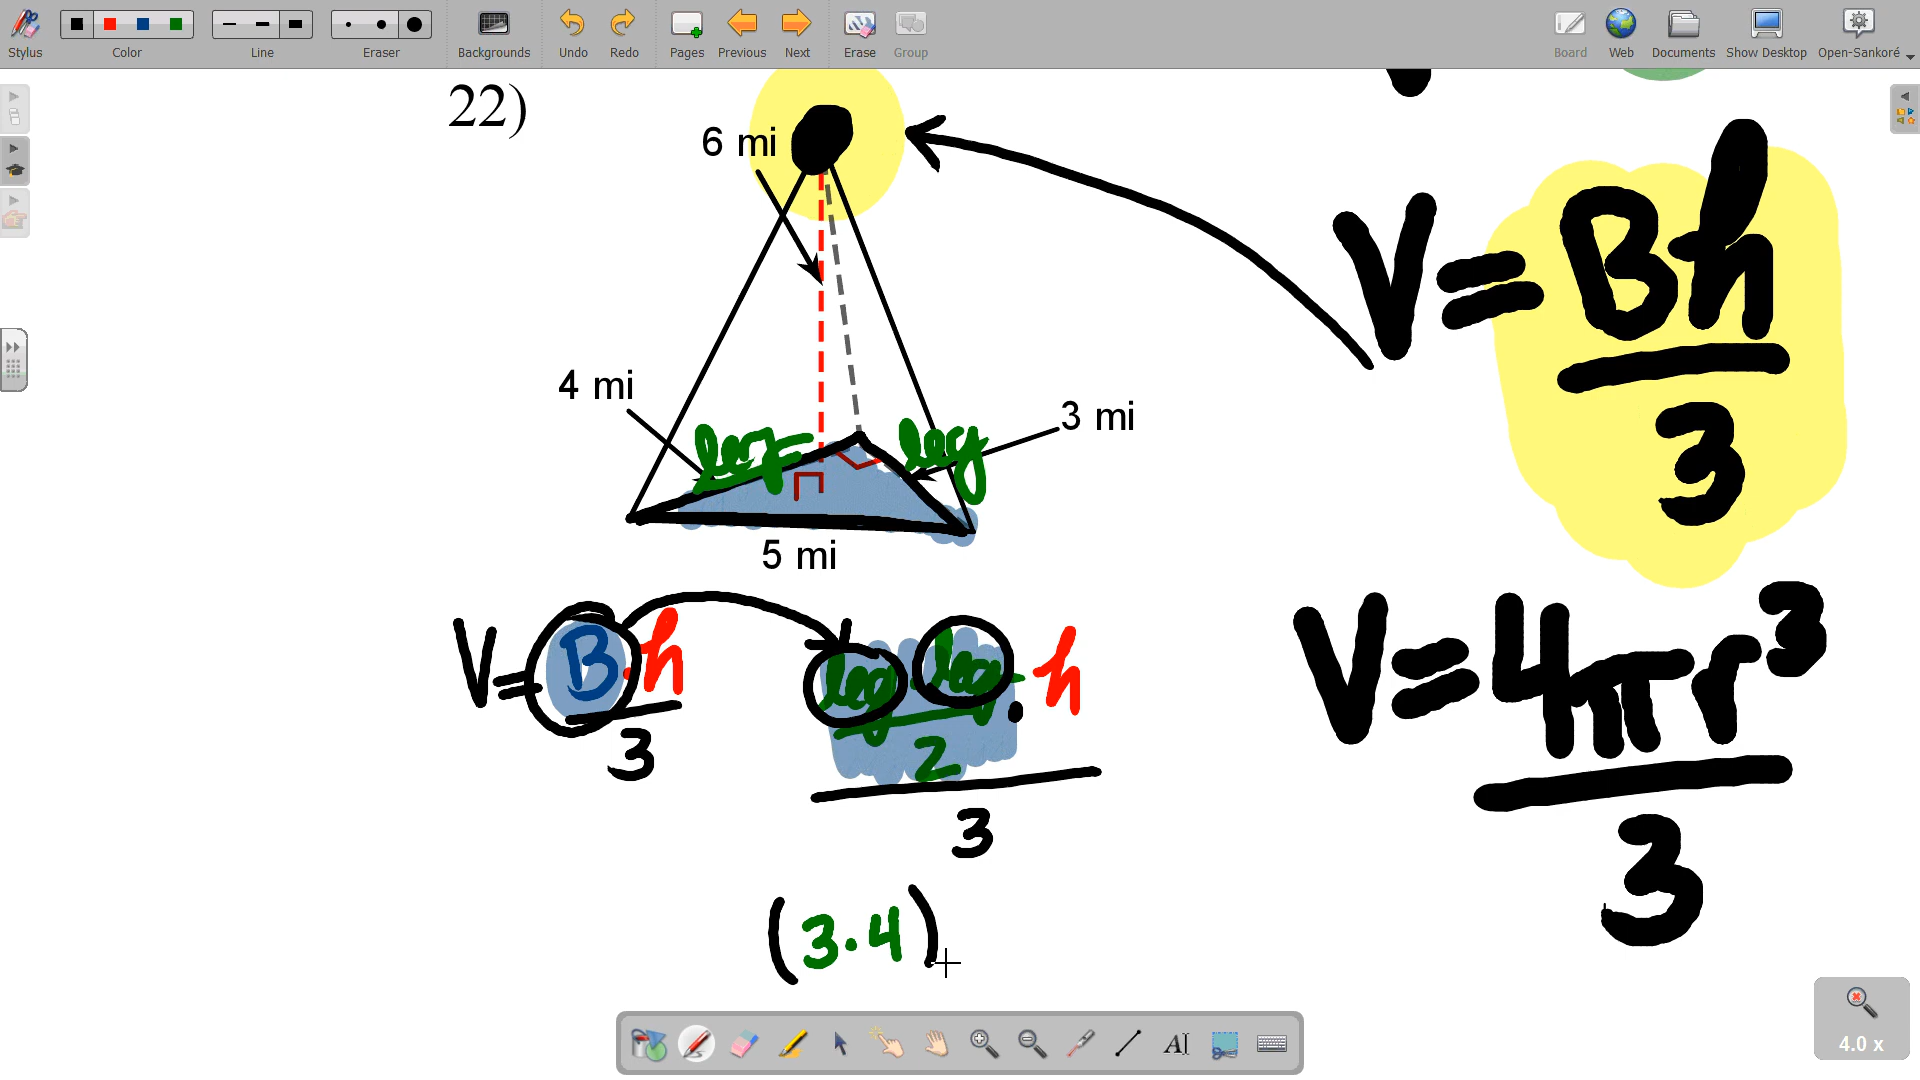 Stylus Color Line Eraser Backgrounds Undo Redo Pages Previous Next Erase Group Board Web Documents Show Desktop Open-Sankoré
22)
6 mi
V = Bh
3
4 mi
3 mi
leg leg
5 mi
V = B · h
3
leg · leg · h
2
3
V = 4πr³
3
(3·4)
4.0 x